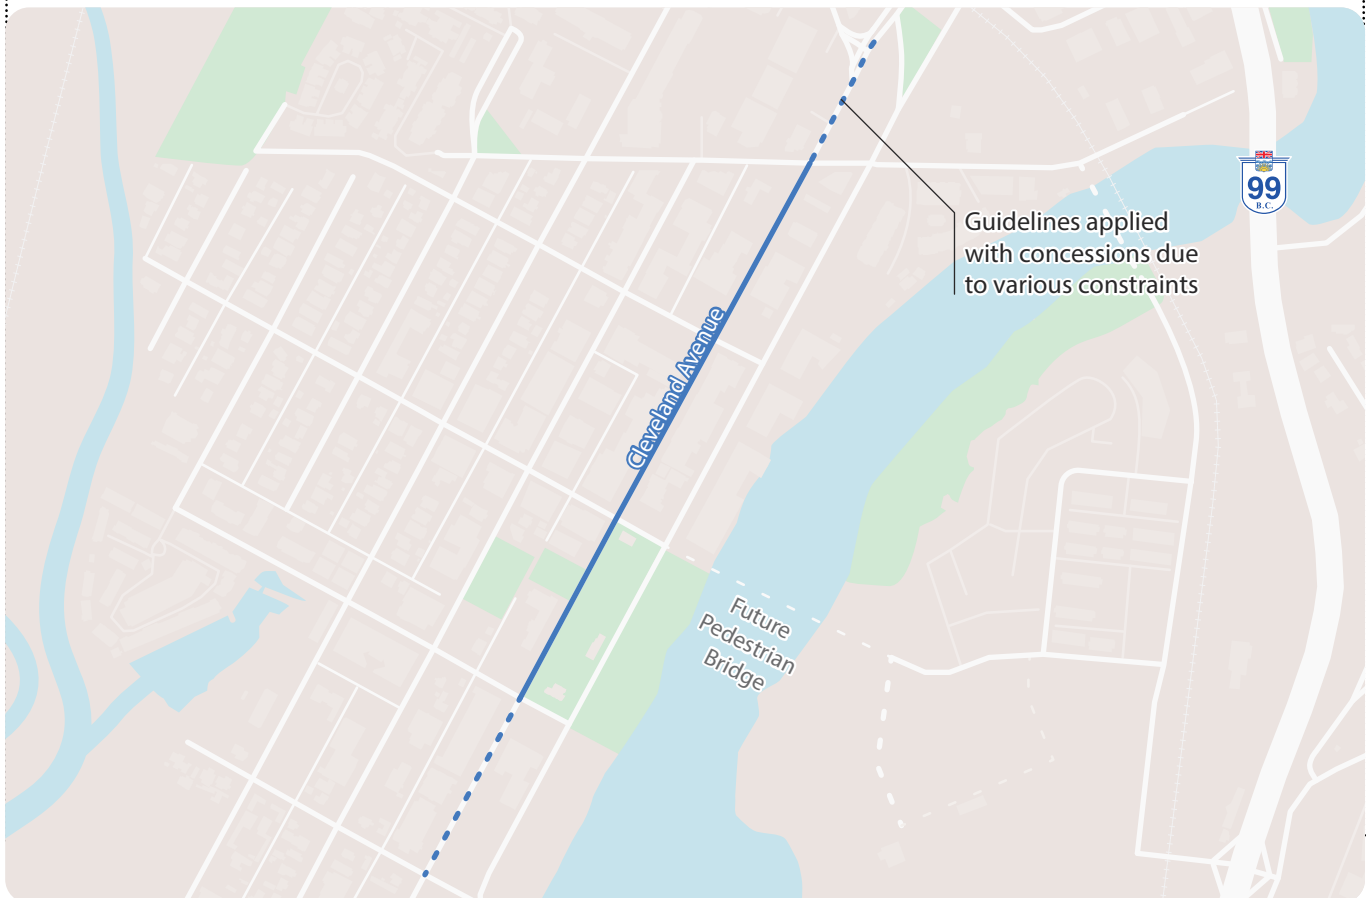 99
B.C.
Guidelines applied
with concessions due
to various constraints
Cleveland Avenue
Future
Pedestrian
Bridge